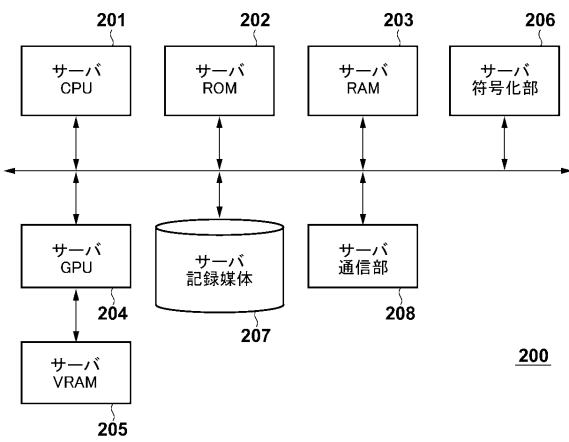 201
202
203
206
サーバ
CPU
サーバ
ROM
サーバ
RAM
サーバ
符号化部
サーバ
GPU
サーバ
記録媒体
サーバ
通信部
204
207
208
サーバ
VRAM
200
205